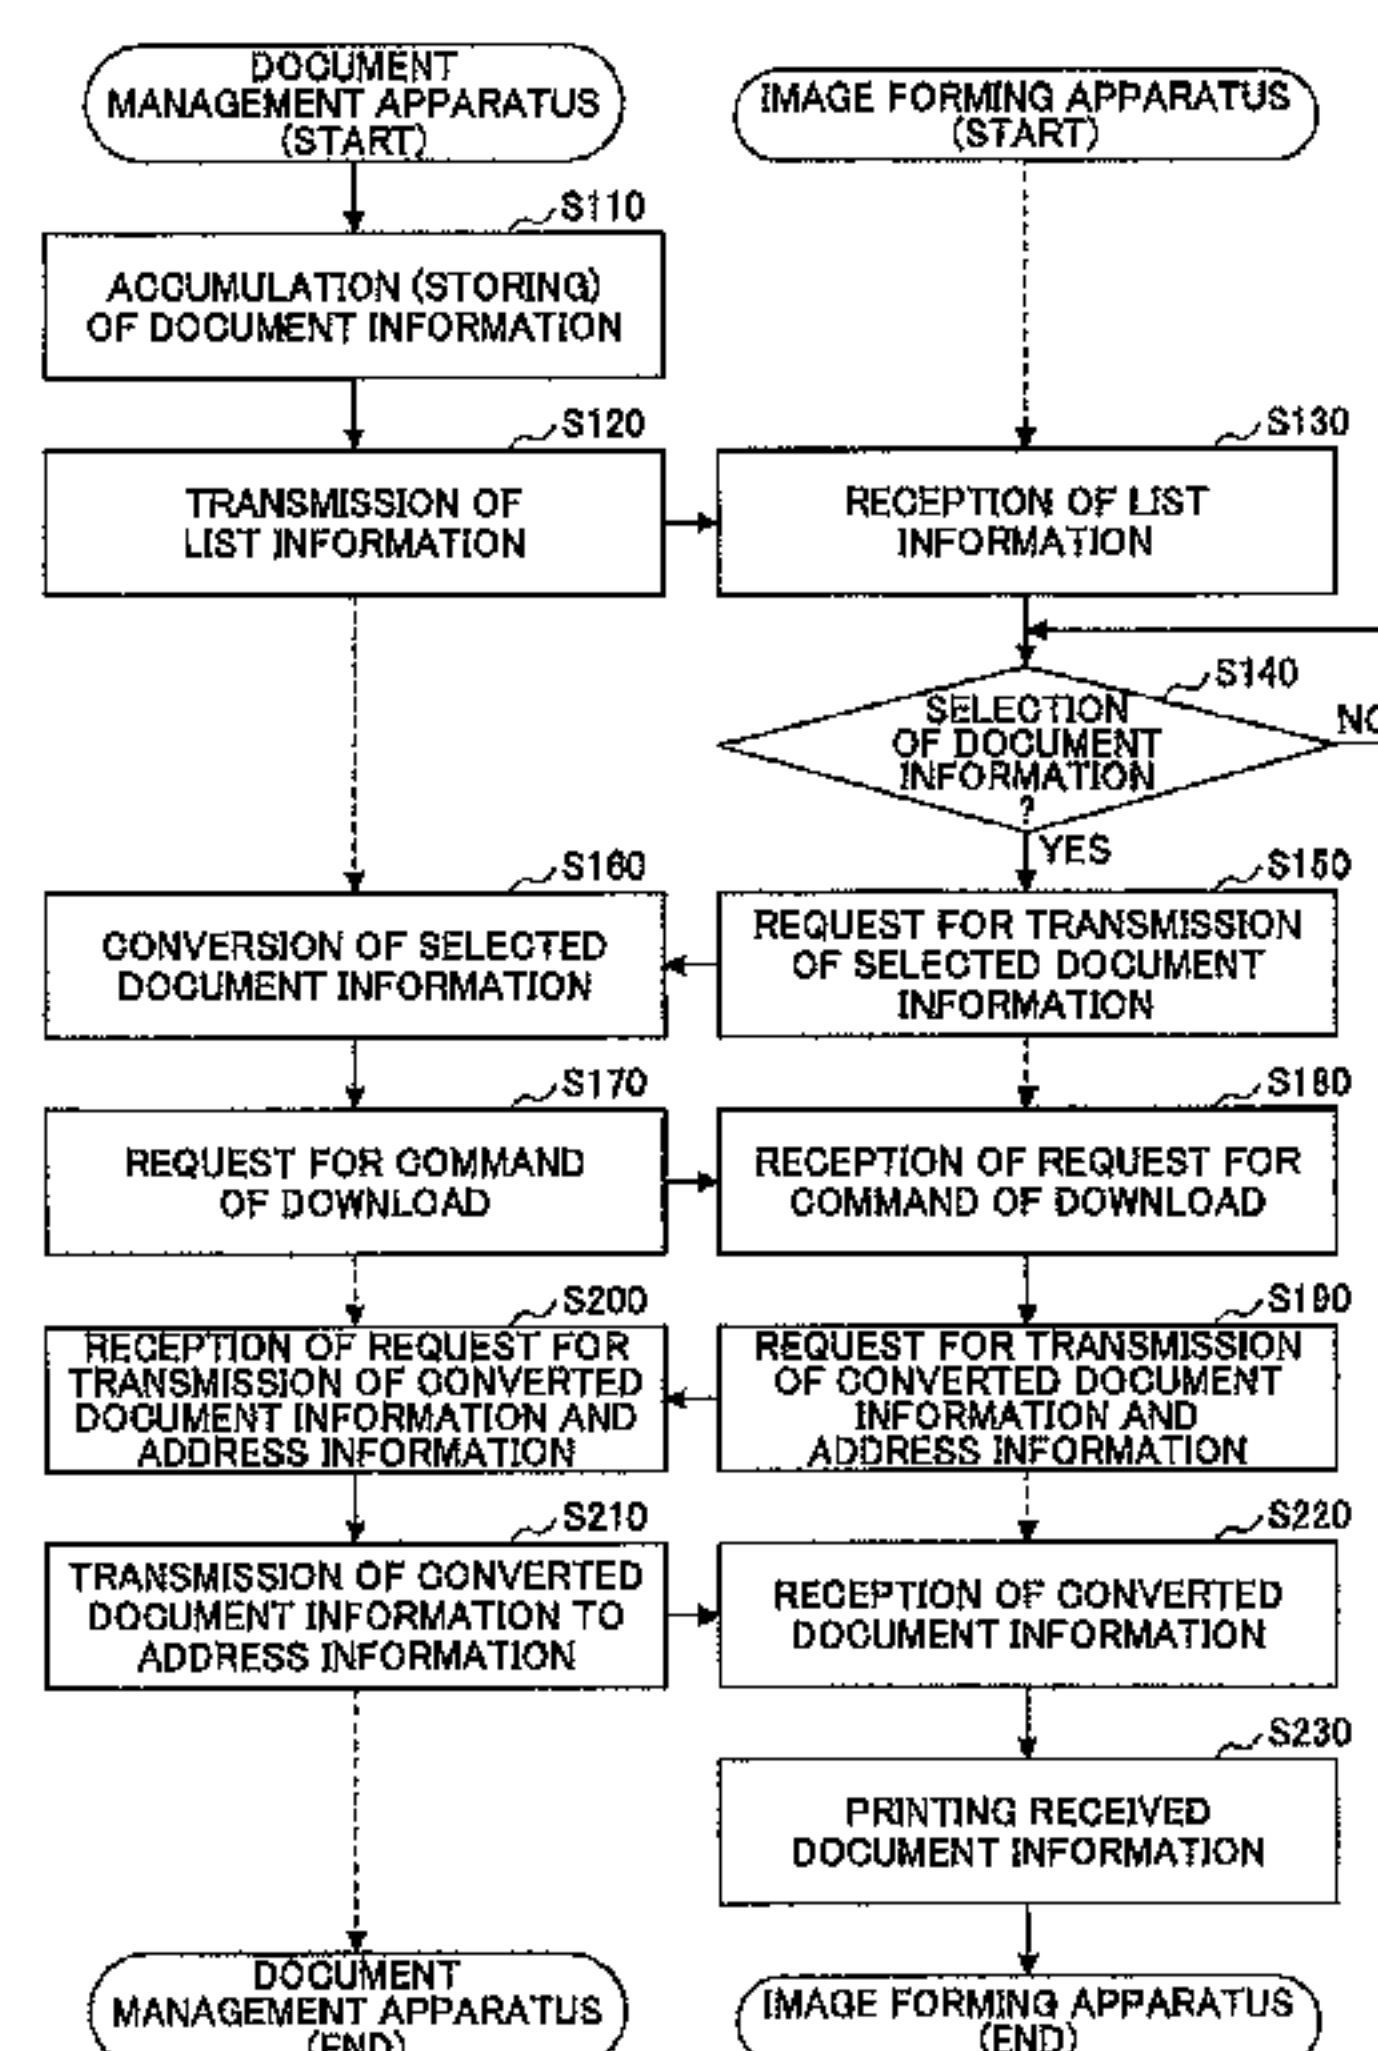 DOCUMENT
MANAGEMENT APPARATUS
(START)
IMAGE FORMING APPARATUS
(START)
S110
ACCUMULATION (STORING)
OF DOCUMENT INFORMATION
S120
TRANSMISSION OF
LIST INFORMATION
S130
RECEPTION OF LIST
INFORMATION
S140
SELECTION
OF DOCUMENT
INFORMATION
?
NO
YES
S150
REQUEST FOR TRANSMISSION
OF SELECTED DOCUMENT
INFORMATION
S160
CONVERSION OF SELECTED
DOCUMENT INFORMATION
S170
REQUEST FOR COMMAND
OF DOWNLOAD
S180
RECEPTION OF REQUEST FOR
COMMAND OF DOWNLOAD
S190
REQUEST FOR TRANSMISSION
OF CONVERTED DOCUMENT
INFORMATION AND
ADDRESS INFORMATION
S200
RECEPTION OF REQUEST FOR
TRANSMISSION OF CONVERTED
DOCUMENT INFORMATION AND
ADDRESS INFORMATION
S210
TRANSMISSION OF CONVERTED
DOCUMENT INFORMATION TO
ADDRESS INFORMATION
S220
RECEPTION OF CONVERTED
DOCUMENT INFORMATION
S230
PRINTING RECEIVED
DOCUMENT INFORMATION
DOCUMENT
MANAGEMENT APPARATUS
(END)
IMAGE FORMING APPARATUS
(END)